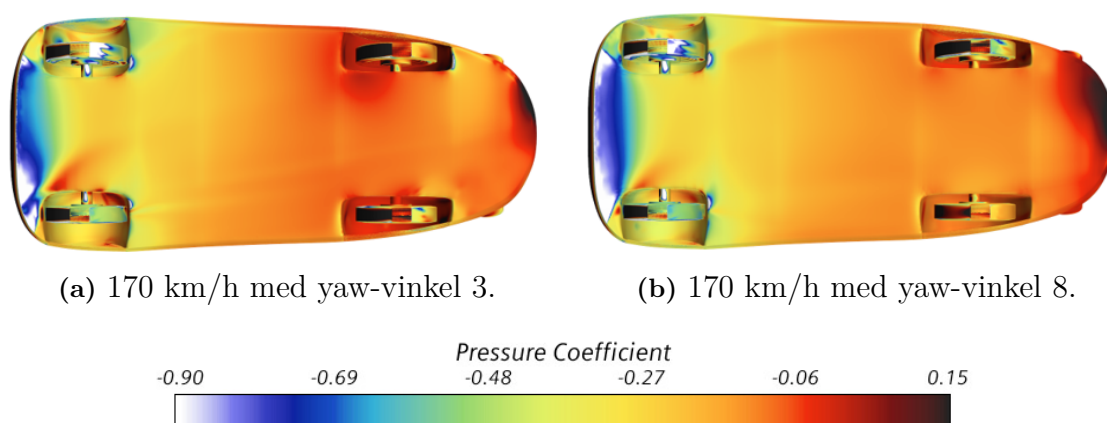 (a) 170 km/h med yaw-vinkel 3.
(b) 170 km/h med yaw-vinkel 8.
Pressure Coefficient
-0.90 -0.69 -0.48 -0.27 -0.06 0.15